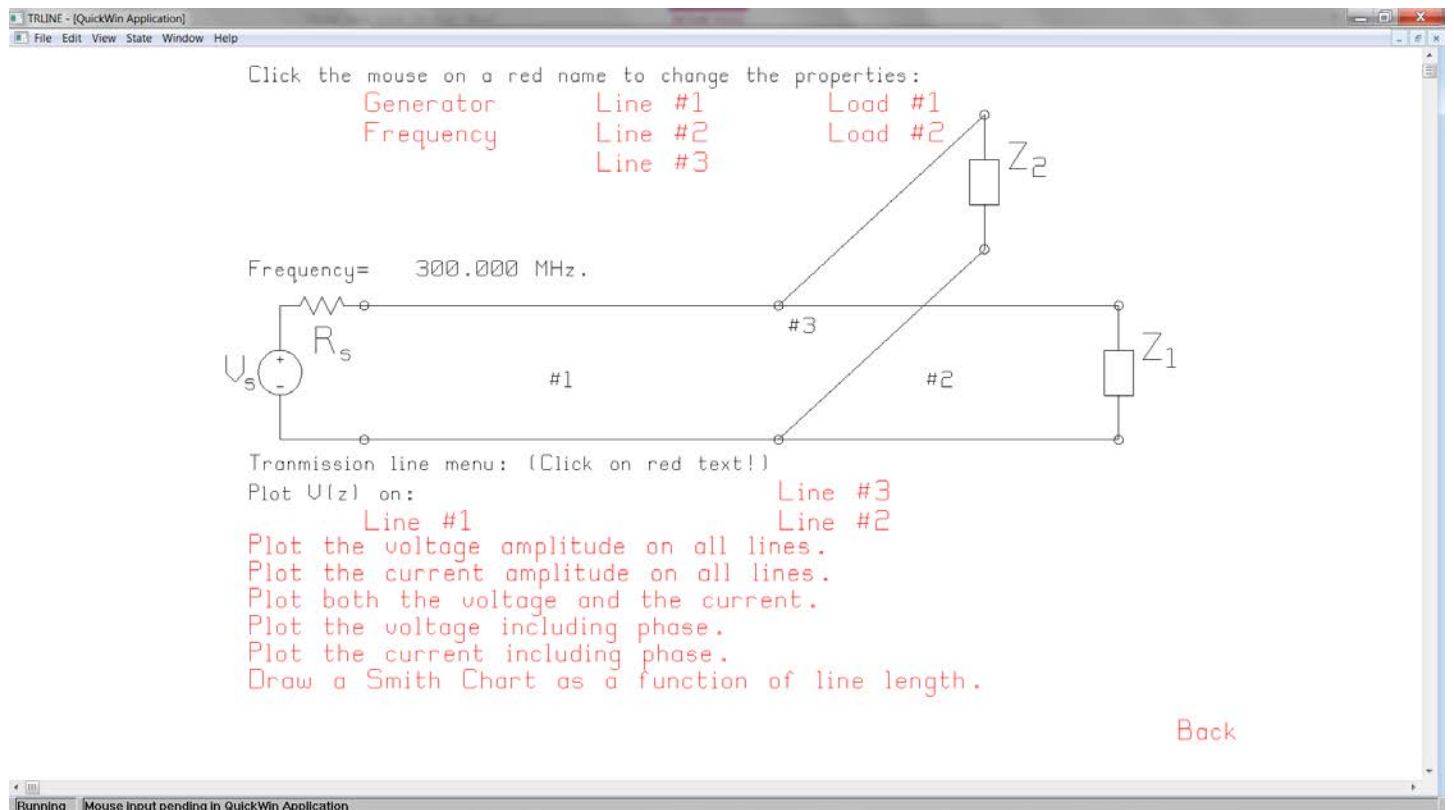 TRLINE - [QuickWin Application]
File Edit View State Window Help
Click the mouse on a red name to change the properties:
Generator Line #1 Load #1
Frequency Line #2 Load #2
Line #3
Z2
Frequency= 300.000 MHz.
Rs
#3
Vs
+
-
#1
#2
Z1
Tranmission line menu: (Click on red text!)
Plot V(z) on:
Line #3
Line #1 Line #2
Plot the voltage amplitude on all lines.
Plot the current amplitude on all lines.
Plot both the voltage and the current.
Plot the voltage including phase.
Plot the current including phase.
Draw a Smith Chart as a function of line length.
Back
Running Mouse input pending in QuickWin Application